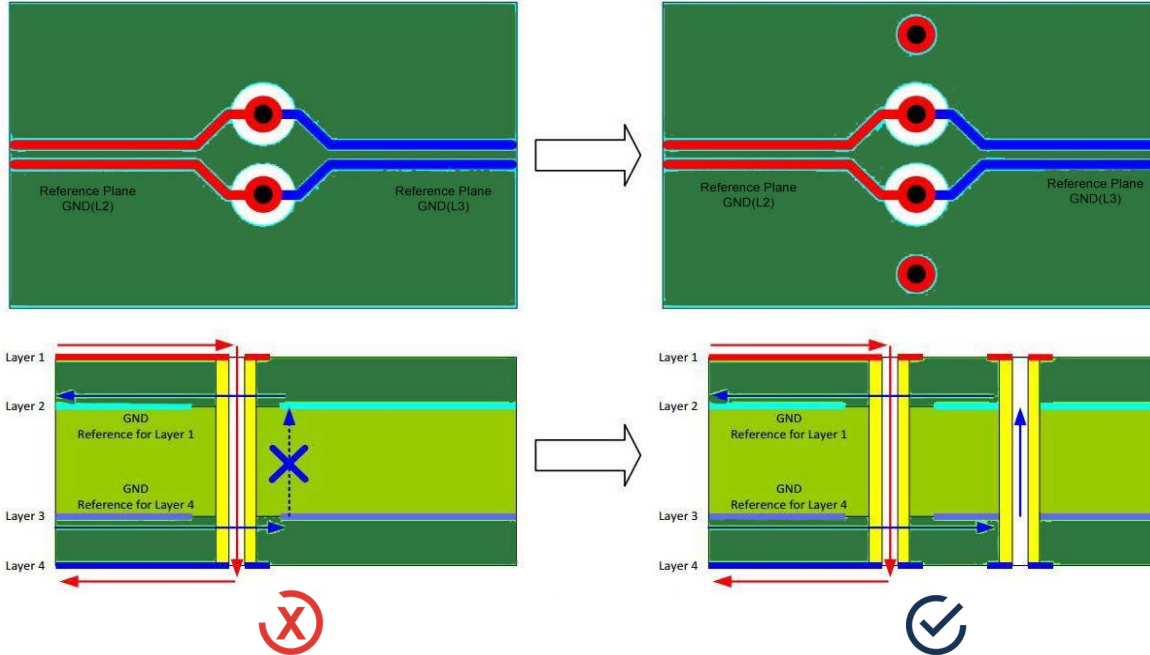 Reference Plane
GND(L2)
Reference Plane
GND(L3)
Reference Plane
GND(L2)
Reference Plane
GND(L3)
Layer 1
Layer 2
GND
Reference for Layer 1
GND
Reference for Layer 4
Layer 3
Layer 4
Layer 1
Layer 2
GND
Reference for Layer 1
GND
Reference for Layer 4
Layer 3
Layer 4
X